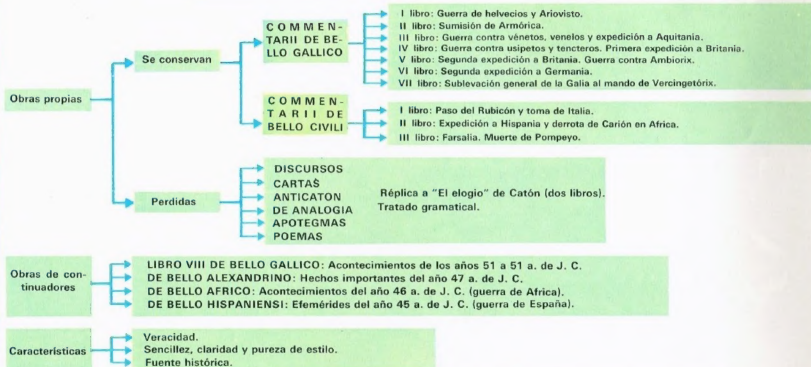 Obras propias
Se conservan
COMMEN-
TARII DE BE-
LLO GALLICO
I libro: Guerra de helvecios y Ariovisto.
II libro: Sumisión de Armórica.
III libro: Guerra contra vénetos, venelos y expedición a Aquitania.
IV libro: Guerra contra usipetos y tencteros. Primera expedición a Britania.
V libro: Segunda expedición a Britania. Guerra contra Ambiorix.
VI libro: Segunda expedición a Germania.
VII libro: Sublevación general de la Galia al mando de Vercingetórix.
COMMEN-
TARII DE
BELLO CIVILI
I libro: Paso del Rubicón y toma de Italia.
II libro: Expedición a Hispania y derrota de Carión en Africa.
III libro: Farsalia. Muerte de Pompeyo.
Perdidas
DISCURSOS
CARTAS
ANTICATON
DE ANALOGIA
APOTEGMAS
POEMAS
Réplica a "El elogio" de Catón (dos libros).
Tratado gramatical.
Obras de con-
tinuadores
LIBRO VIII DE BELLO GALLICO: Acontecimientos de los años 51 a 51 a. de J. C.
DE BELLO ALEXANDRINO: Hechos importantes del año 47 a. de J. C.
DE BELLO AFRICO: Acontecimientos del año 46 a. de J. C. (guerra de Africa).
DE BELLO HISPANIENSI: Efemérides del año 45 a. de J. C. (guerra de España).
Características
Veracidad.
Sencillez, claridad y pureza de estilo.
Fuente histórica.